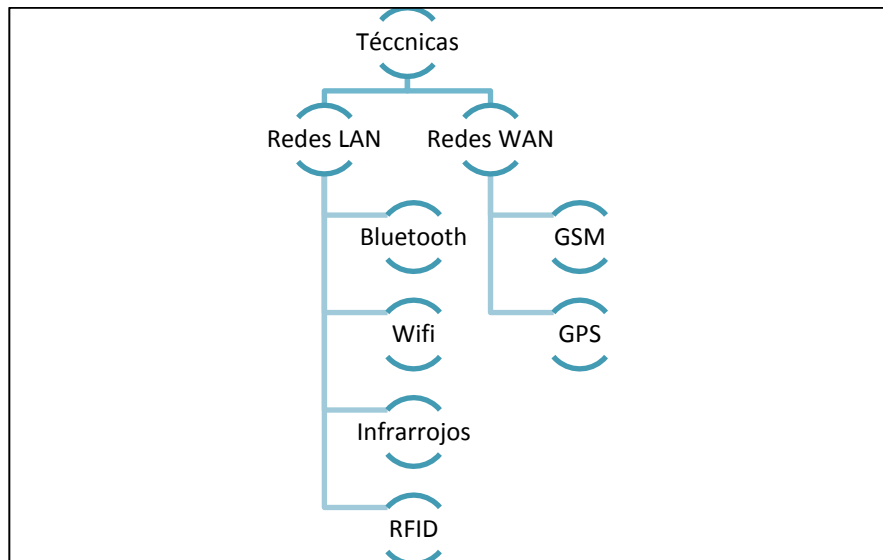 Téccnicas
Redes LAN
Redes WAN
Bluetooth
GSM
Wifi
GPS
Infrarrojos
RFID